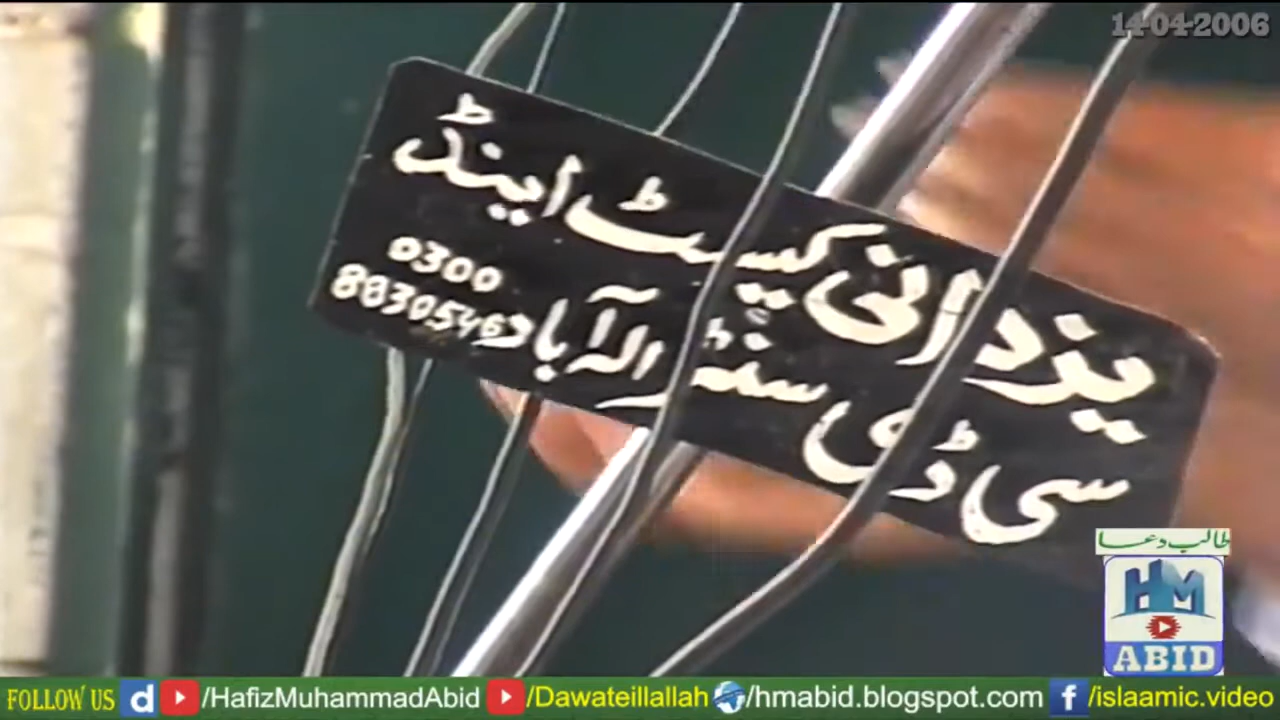 14-04-2006
یزدانی کیسٹ اینڈ
سی ڈی سنٹر الہ آباد
0300
8830546
طالب دعا
HM
ABID
FOLLOW US /HafizMuhammadAbid /Dawateillallah /hmabid.blogspot.com /islaamic.video